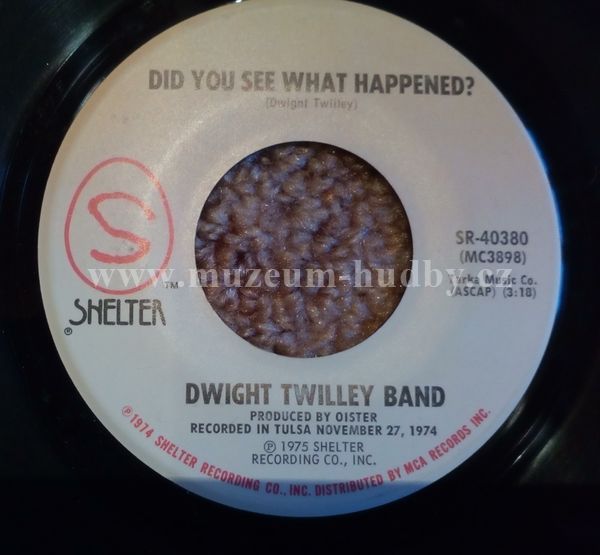 DID YOU SEE WHAT HAPPENED?
(Dwight Twilley)
S
SHELTER™
®
SR-40380
(MC3898)
Tarka Music Co.
(ASCAP) (3:18)
www.muzeum-hudby.cz
DWIGHT TWILLEY BAND
PRODUCED BY OISTER
RECORDED IN TULSA NOVEMBER 27, 1974
℗ 1975 SHELTER
RECORDING CO., INC.
℗1974 SHELTER RECORDING CO., INC. DISTRIBUTED BY MCA RECORDS INC.